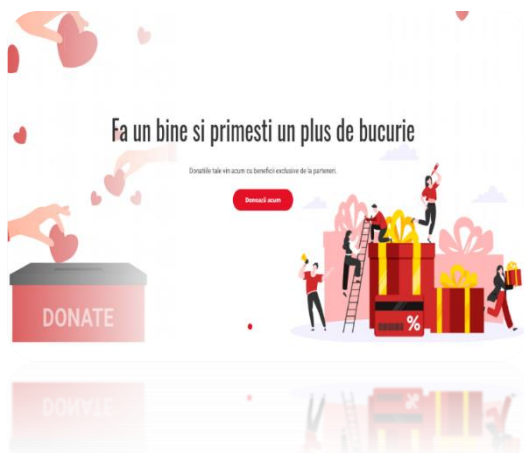 Fa un bine si primesti un plus de bucurie
Donatiile tale vin acum cu beneficii exclusive de la parteneri.
Donează acum
DONATE
%